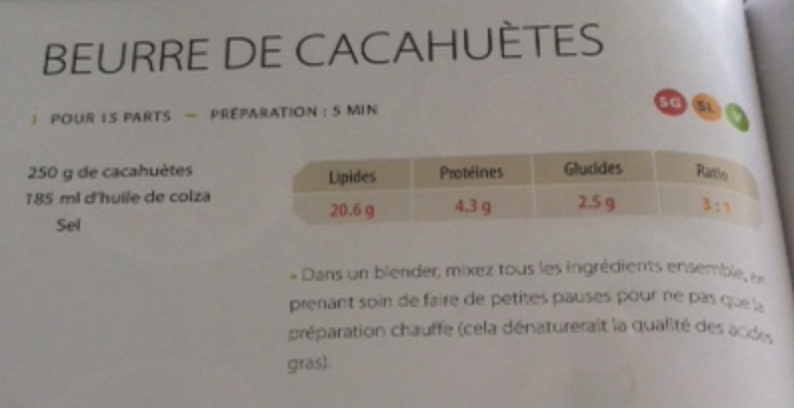 BEURRE DE CACAHUÈTES
POUR 15 PARTS — PRÉPARATION : 5 MIN
SG SL V
250 g de cacahuètes
185 ml d'huile de colza
Sel
Lipides Protéines Glucides Ratio
20.6 g 4.3 g 2.5 g 3 : 1
• Dans un blender, mixez tous les ingrédients ensemble, en
prenant soin de faire de petites pauses pour ne pas que la
préparation chauffe (cela dénaturerait la qualité des acides
gras).